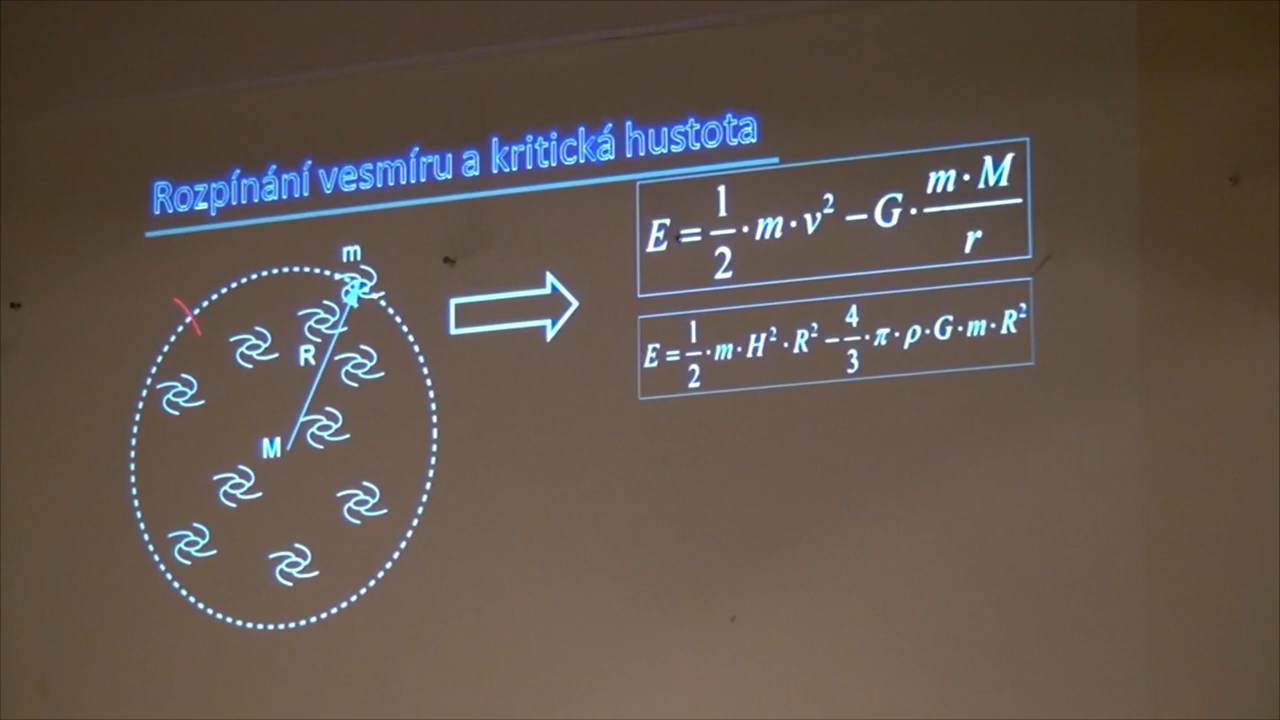 Rozpínání vesmíru a kritická hustota
E = 1/2 · m · v² − G · m · M / r
m
E = 1/2 · m · H² · R² − 4/3 · π · ρ · G · m · R²
R
M